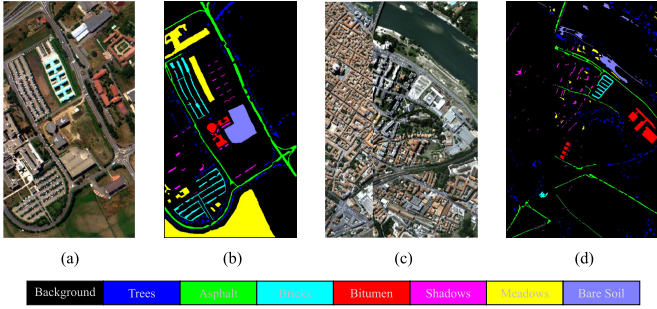 (a)
(b)
(c)
(d)
Background Trees Asphalt Bricks Bitumen Shadows Meadows Bare Soil